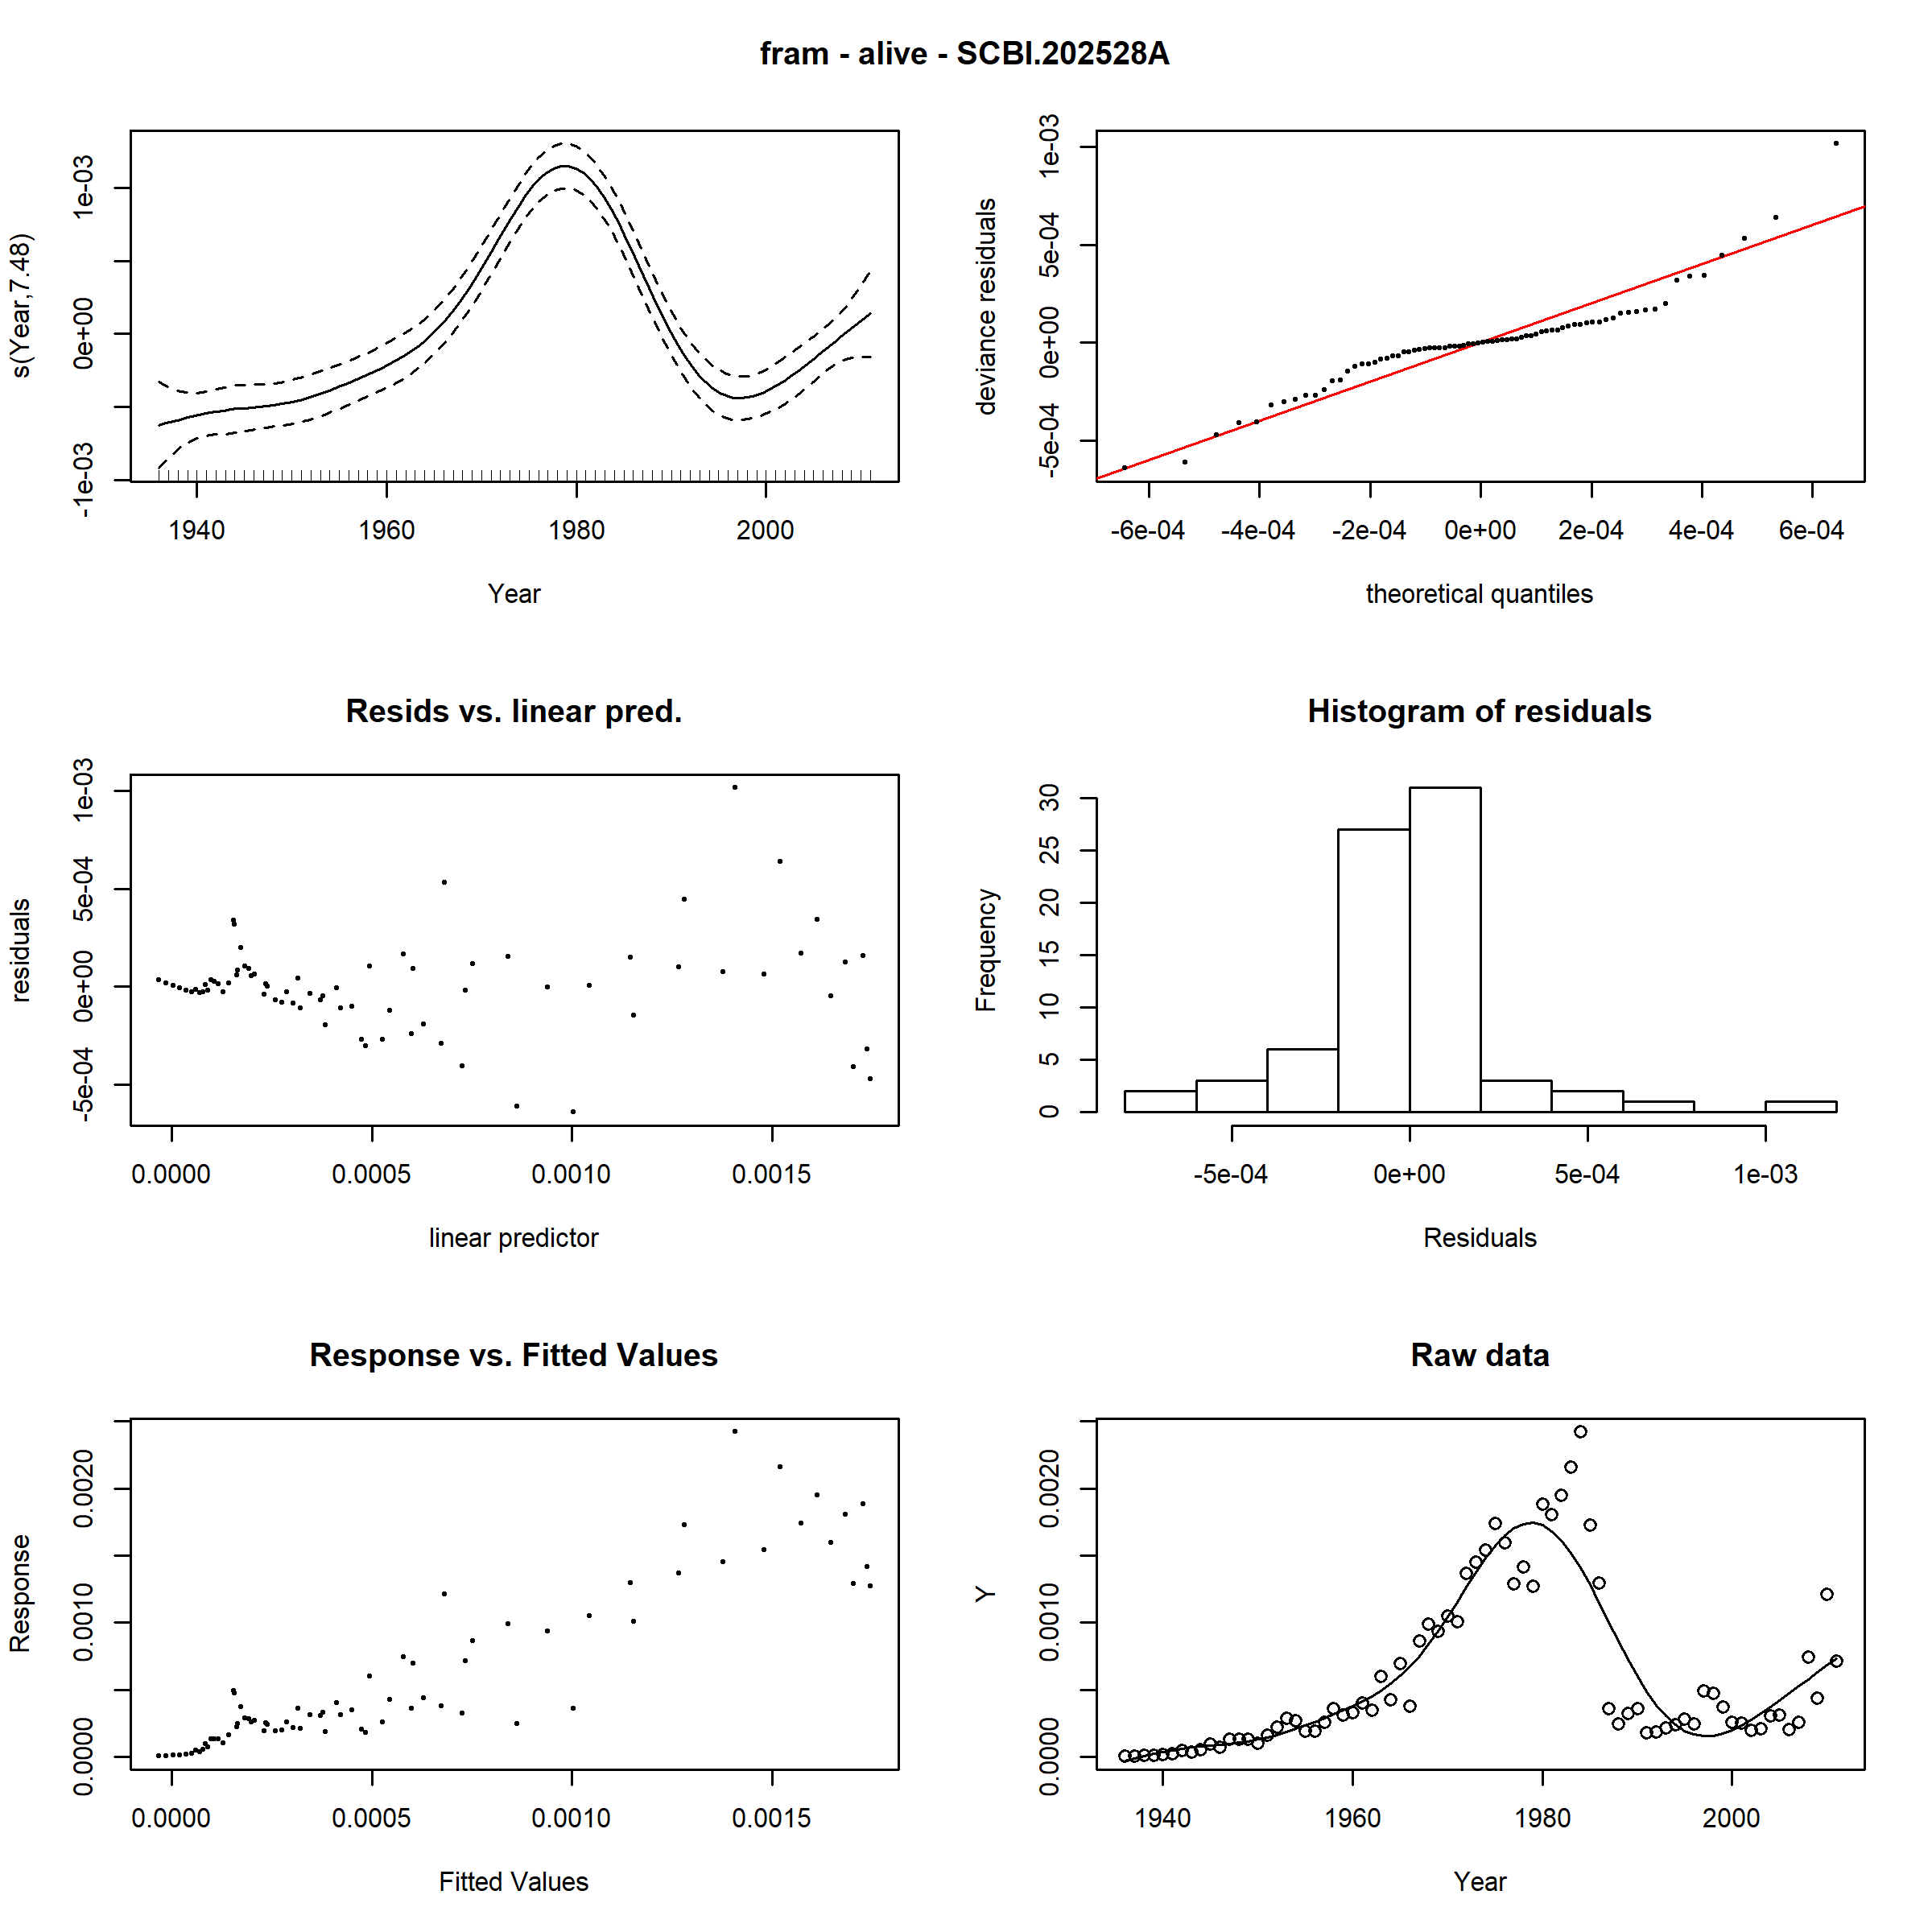 fram - alive - SCBI.202528A
s(Year,7.48)
-1e-03 0e+00 1e-03
1940 1960 1980 2000
Year
deviance residuals
-5e-04 0e+00 5e-04 1e-03
-6e-04 -4e-04 -2e-04 0e+00 2e-04 4e-04 6e-04
theoretical quantiles
Resids vs. linear pred.
residuals
-5e-04 0e+00 5e-04 1e-03
0.0000 0.0005 0.0010 0.0015
linear predictor
Histogram of residuals
Frequency
0 5 10 15 20 25 30
-5e-04 0e+00 5e-04 1e-03
Residuals
Response vs. Fitted Values
Response
0.0000 0.0010 0.0020
0.0000 0.0005 0.0010 0.0015
Fitted Values
Raw data
Y
0.0000 0.0010 0.0020
1940 1960 1980 2000
Year